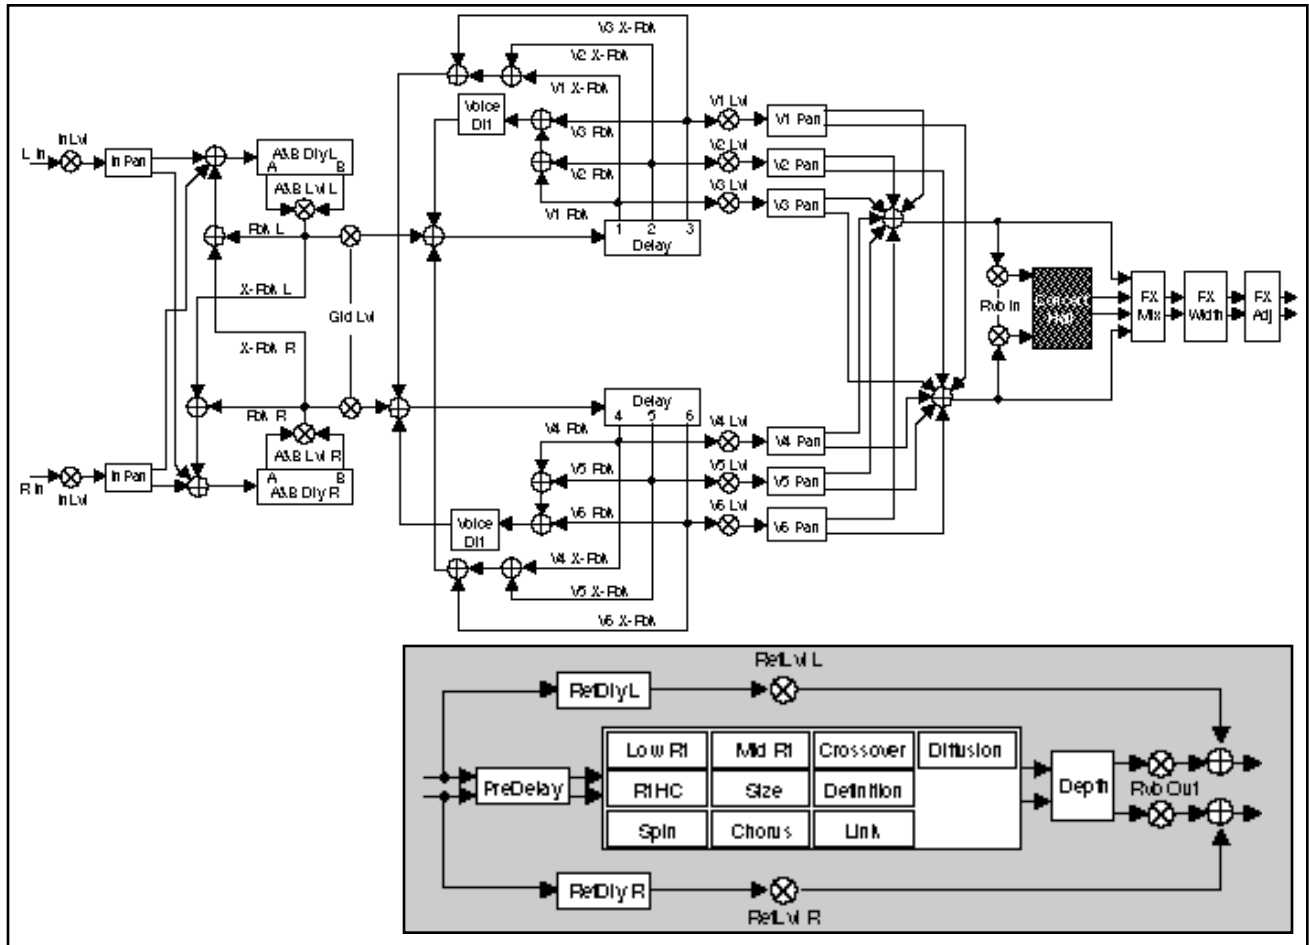 V3 X-Fbk
V2 X-Fbk
V1 X-Fbk
Voice
Dif
V3 Fbk
V2 Fbk
V1 Fbk
V1 Lvl
V1 Pan
V2 Lvl
V2 Pan
V3 Lvl
V3 Pan
1 2 3
Delay
L In
In Lvl
In Pan
A&B Dly L
A B
A&B Lvl L
Fbk L
X-Fbk L
Gld Lvl
X-Fbk R
Fbk R
A&B Lvl R
A B
A&B Dly R
R In
In Lvl
In Pan
Rvb In
Concert
Hall
FX
Mix
FX
Width
FX
Adj
Delay
4 5 6
V4 Fbk
V5 Fbk
V6 Fbk
Voice
Dif
V4 X-Fbk
V5 X-Fbk
V6 X-Fbk
V4 Lvl
V4 Pan
V5 Lvl
V5 Pan
V6 Lvl
V6 Pan
RefLvl L
RefDly L
Low Rt Mid Rt Crossover Diffusion
PreDelay
RtHC Size Definition
Spin Chorus Link
Depth
Rvb Out
RefDly R
RefLvl R